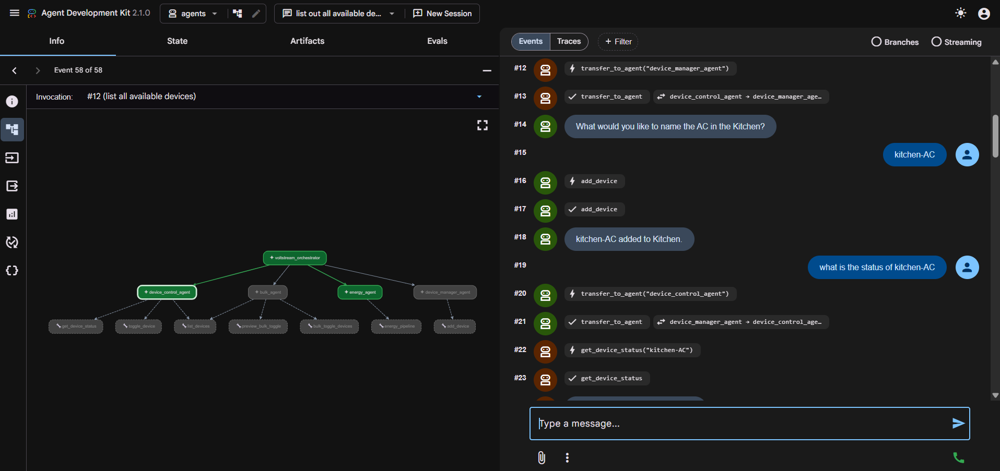 Agent Development Kit 2.1.0
agents
list out all available de...
New Session
Info
State
Artifacts
Evals
Event 58 of 58
Invocation:
#12 (list all available devices)
voltstream_orchestrator
device_control_agent
bulk_agent
energy_agent
device_manager_agent
get_device_status
toggle_device
list_devices
preview_bulk_toggle
bulk_toggle_devices
energy_pipeline
add_device
Events
Traces
+ Filter
Branches
Streaming
#12
transfer_to_agent("device_manager_agent")
#13
transfer_to_agent
device_control_agent → device_manager_age…
#14
What would you like to name the AC in the Kitchen?
#15
kitchen-AC
#16
add_device
#17
add_device
#18
kitchen-AC added to Kitchen.
#19
what is the status of kitchen-AC
#20
transfer_to_agent("device_control_agent")
#21
transfer_to_agent
device_manager_agent → device_control_age…
#22
get_device_status("kitchen-AC")
#23
get_device_status
Type a message...